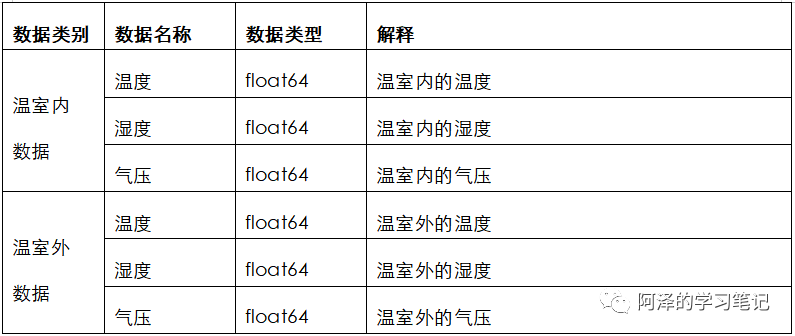 数据类别 数据名称 数据类型 解释
温室内
数据
温度 float64 温室内的温度
湿度 float64 温室内的湿度
气压 float64 温室内的气压
温室外
数据
温度 float64 温室外的温度
湿度 float64 温室外的湿度
气压 float64 温室外的气压
阿泽的学习笔记